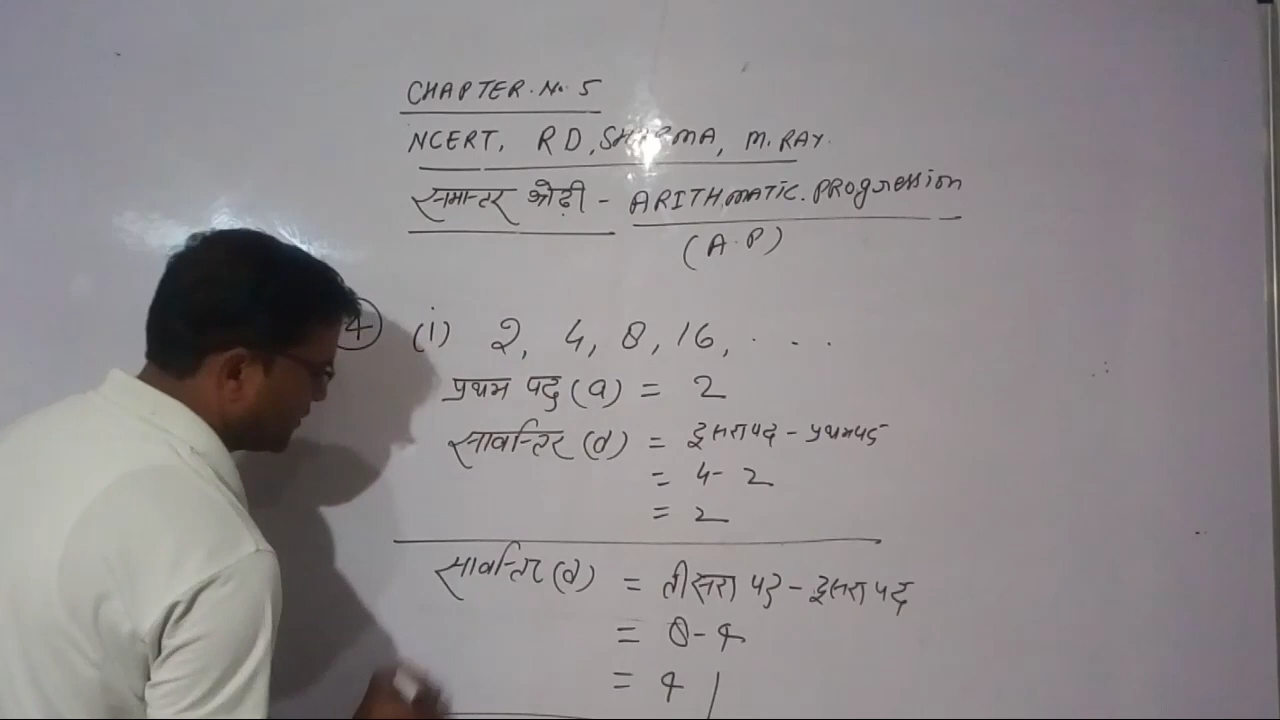 CHAPTER. No. 5
NCERT, R D, SHARMA, M. RAY.
समान्तर श्रेढ़ी - ARITHMATIC. PROgression
(A.P)
4 (i) 2, 4, 8, 16, . . .
प्रथम पद (a) = 2
सार्वान्तर (d) = दुसरा पद - प्रथम पद
= 4 - 2
= 2
सार्वान्तर (d) = तीसरा पद - दुसरा पद
= 8 - 4
= 4